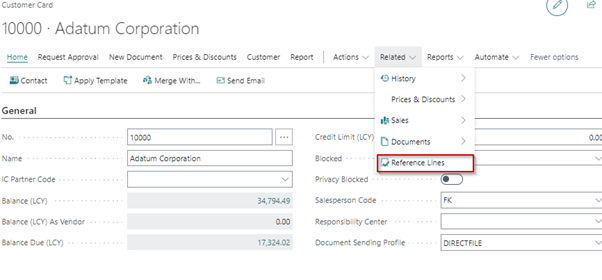 Customer Card
10000 · Adatum Corporation
Home Request Approval New Document Prices & Discounts Customer Report Actions Related Reports Automate Fewer options
Contact Apply Template Merge With... Send Email
History
Prices & Discounts
Sales
Documents
Reference Lines
General
No. 10000 ... Credit Limit (LCY) 0.00
Name Adatum Corporation Blocked
IC Partner Code Privacy Blocked
Balance (LCY) 34,794.49 Salesperson Code FK
Balance (LCY) As Vendor 0.00 Responsibility Center
Balance Due (LCY) 17,324.02 Document Sending Profile DIRECTFILE